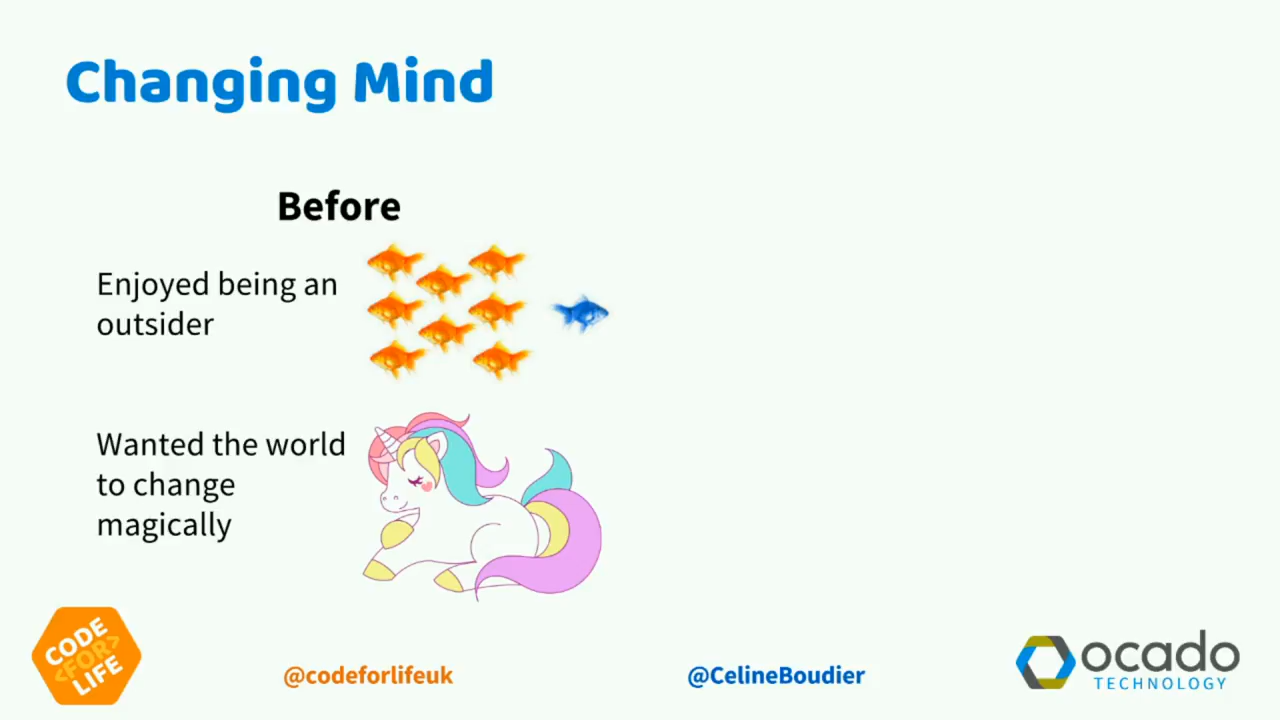 Changing Mind
Before
Enjoyed being an
outsider
Wanted the world
to change
magically
CODE
<FOR>
LIFE
@codeforlifeuk
@CelineBoudier
ocado
TECHNOLOGY